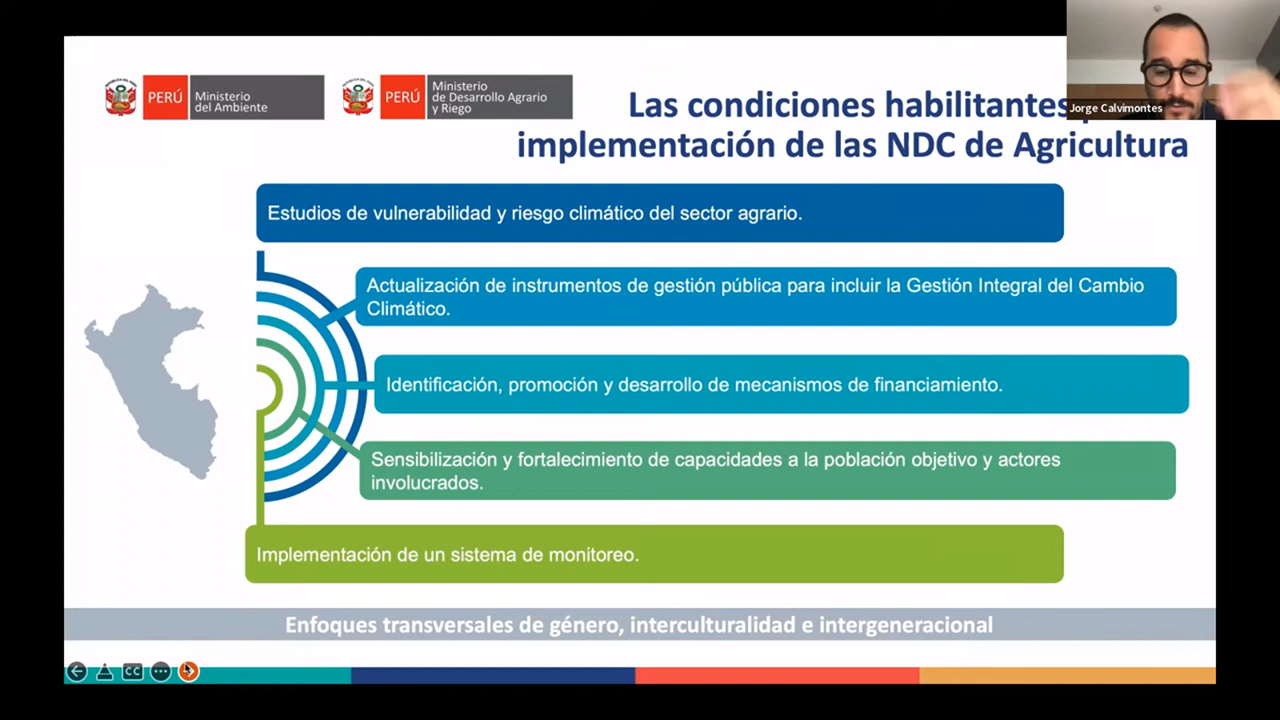 PERÚ
Ministerio
del Ambiente
PERÚ
Ministerio
de Desarrollo Agrario
y Riego
Jorge Calvimontes
Las condiciones habilitantes
implementación de las NDC de Agricultura
Estudios de vulnerabilidad y riesgo climático del sector agrario.
Actualización de instrumentos de gestión pública para incluir la Gestión Integral del Cambio
Climático.
Identificación, promoción y desarrollo de mecanismos de financiamiento.
Sensibilización y fortalecimiento de capacidades a la población objetivo y actores
involucrados.
Implementación de un sistema de monitoreo.
Enfoques transversales de género, interculturalidad e intergeneracional
CC